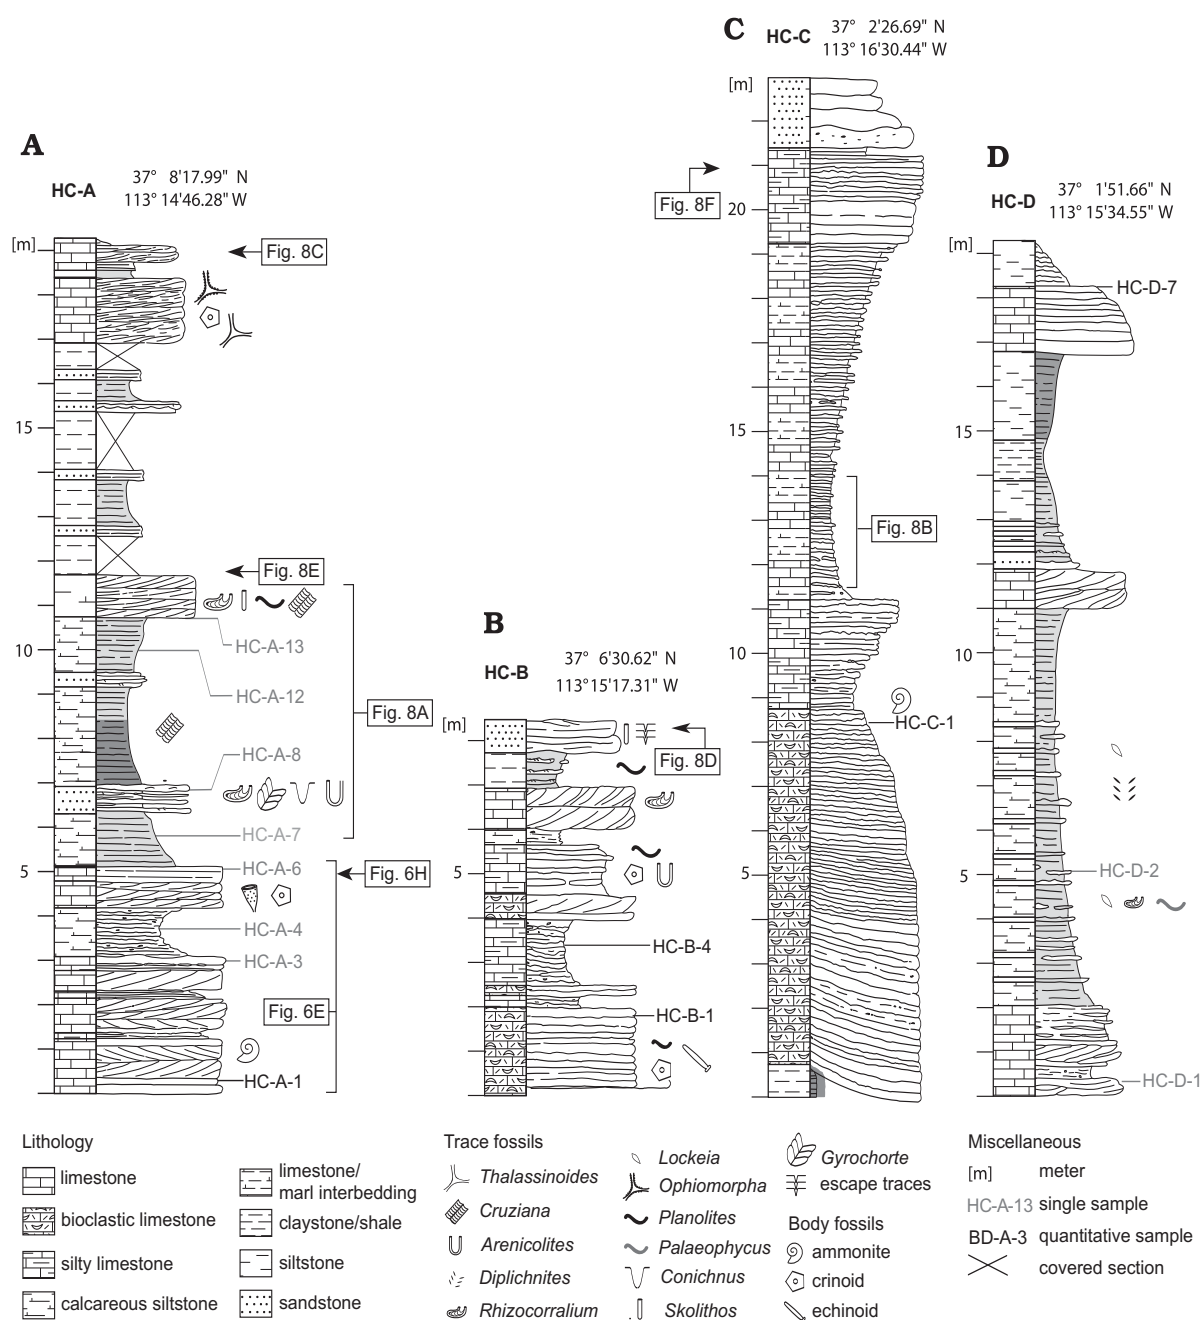 C
HC-C
37° 2'26.69" N
113° 16'30.44" W
[m]
20
15
10
5
Fig. 8F
Fig. 8B
HC-C-1
A
HC-A
37° 8'17.99" N
113° 14'46.28" W
[m]
15
10
5
Fig. 8C
Fig. 8E
HC-A-13
HC-A-12
Fig. 8A
HC-A-8
HC-A-7
HC-A-6
Fig. 6H
HC-A-4
HC-A-3
Fig. 6E
HC-A-1
B
HC-B
37° 6'30.62" N
113° 15'17.31" W
[m]
5
Fig. 8D
HC-B-4
HC-B-1
D
HC-D
37° 1'51.66" N
113° 15'34.55" W
[m]
15
10
5
HC-D-7
HC-D-2
HC-D-1
Lithology
limestone
bioclastic limestone
silty limestone
calcareous siltstone
limestone/
marl interbedding
claystone/shale
siltstone
sandstone
Trace fossils
Thalassinoides
Cruziana
Arenicolites
Diplichnites
Rhizocorralium
Lockeia
Ophiomorpha
Planolites
Palaeophycus
Conichnus
Skolithos
Gyrochorte
escape traces
Body fossils
ammonite
crinoid
echinoid
Miscellaneous
[m] meter
HC-A-13 single sample
BD-A-3 quantitative sample
covered section